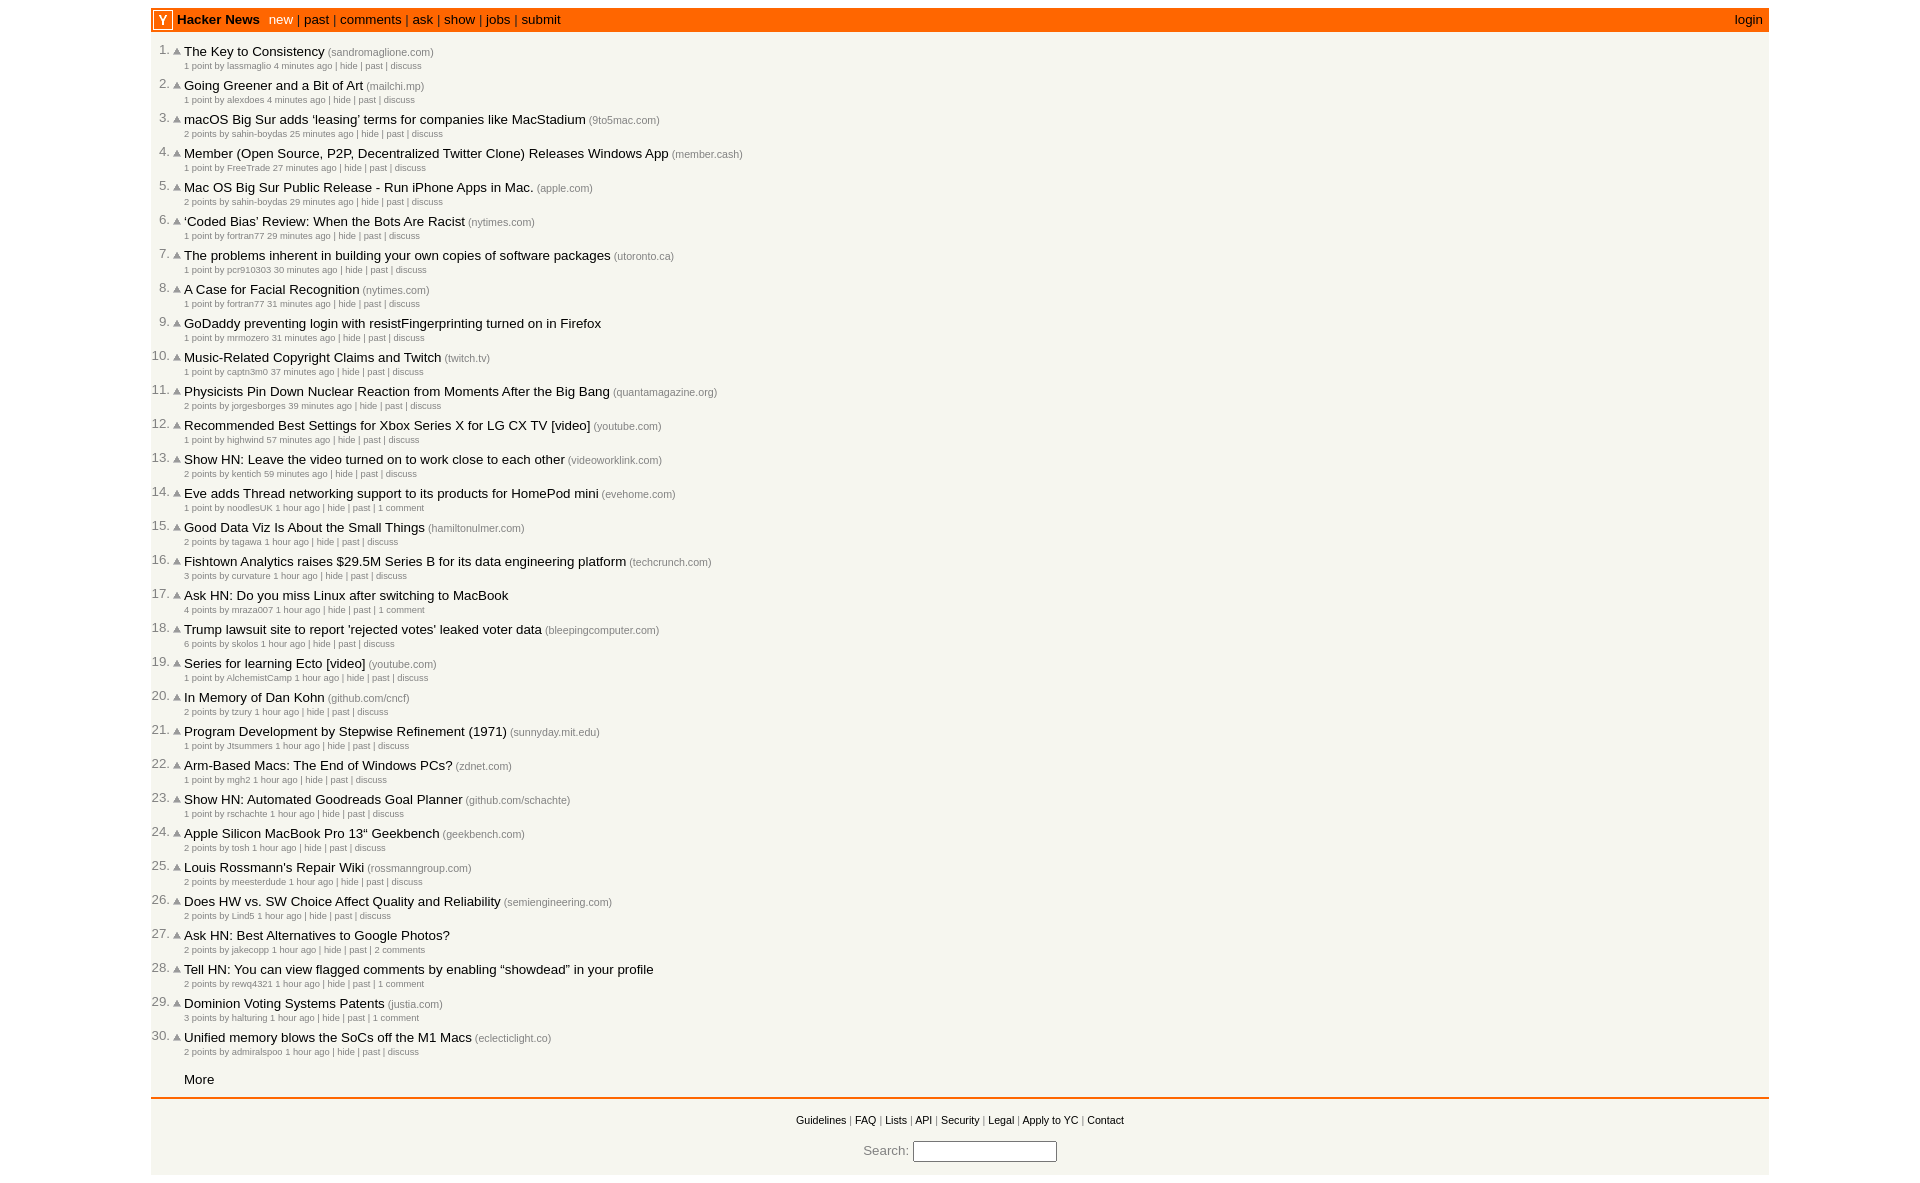 Y Hacker News new | past | comments | ask | show | jobs | submit login
1. The Key to Consistency (sandromaglione.com)
1 point by lassmaglio 4 minutes ago | hide | past | discuss
2. Going Greener and a Bit of Art (mailchi.mp)
1 point by alexdoes 4 minutes ago | hide | past | discuss
3. macOS Big Sur adds ‘leasing’ terms for companies like MacStadium (9to5mac.com)
2 points by sahin-boydas 25 minutes ago | hide | past | discuss
4. Member (Open Source, P2P, Decentralized Twitter Clone) Releases Windows App (member.cash)
1 point by FreeTrade 27 minutes ago | hide | past | discuss
5. Mac OS Big Sur Public Release - Run iPhone Apps in Mac. (apple.com)
2 points by sahin-boydas 29 minutes ago | hide | past | discuss
6. ‘Coded Bias’ Review: When the Bots Are Racist (nytimes.com)
1 point by fortran77 29 minutes ago | hide | past | discuss
7. The problems inherent in building your own copies of software packages (utoronto.ca)
1 point by pcr910303 30 minutes ago | hide | past | discuss
8. A Case for Facial Recognition (nytimes.com)
1 point by fortran77 31 minutes ago | hide | past | discuss
9. GoDaddy preventing login with resistFingerprinting turned on in Firefox
1 point by mrmozero 31 minutes ago | hide | past | discuss
10. Music-Related Copyright Claims and Twitch (twitch.tv)
1 point by captn3m0 37 minutes ago | hide | past | discuss
11. Physicists Pin Down Nuclear Reaction from Moments After the Big Bang (quantamagazine.org)
2 points by jorgesborges 39 minutes ago | hide | past | discuss
12. Recommended Best Settings for Xbox Series X for LG CX TV [video] (youtube.com)
1 point by highwind 57 minutes ago | hide | past | discuss
13. Show HN: Leave the video turned on to work close to each other (videoworklink.com)
2 points by kentich 59 minutes ago | hide | past | discuss
14. Eve adds Thread networking support to its products for HomePod mini (evehome.com)
1 point by noodlesUK 1 hour ago | hide | past | 1 comment
15. Good Data Viz Is About the Small Things (hamiltonulmer.com)
2 points by tagawa 1 hour ago | hide | past | discuss
16. Fishtown Analytics raises $29.5M Series B for its data engineering platform (techcrunch.com)
3 points by curvature 1 hour ago | hide | past | discuss
17. Ask HN: Do you miss Linux after switching to MacBook
4 points by mraza007 1 hour ago | hide | past | 1 comment
18. Trump lawsuit site to report 'rejected votes' leaked voter data (bleepingcomputer.com)
6 points by skolos 1 hour ago | hide | past | discuss
19. Series for learning Ecto [video] (youtube.com)
1 point by AlchemistCamp 1 hour ago | hide | past | discuss
20. In Memory of Dan Kohn (github.com/cncf)
2 points by tzury 1 hour ago | hide | past | discuss
21. Program Development by Stepwise Refinement (1971) (sunnyday.mit.edu)
1 point by Jtsummers 1 hour ago | hide | past | discuss
22. Arm-Based Macs: The End of Windows PCs? (zdnet.com)
1 point by mgh2 1 hour ago | hide | past | discuss
23. Show HN: Automated Goodreads Goal Planner (github.com/schachte)
1 point by rschachte 1 hour ago | hide | past | discuss
24. Apple Silicon MacBook Pro 13“ Geekbench (geekbench.com)
2 points by tosh 1 hour ago | hide | past | discuss
25. Louis Rossmann's Repair Wiki (rossmanngroup.com)
2 points by meesterdude 1 hour ago | hide | past | discuss
26. Does HW vs. SW Choice Affect Quality and Reliability (semiengineering.com)
2 points by Lind5 1 hour ago | hide | past | discuss
27. Ask HN: Best Alternatives to Google Photos?
2 points by jakecopp 1 hour ago | hide | past | 2 comments
28. Tell HN: You can view flagged comments by enabling “showdead” in your profile
2 points by rewq4321 1 hour ago | hide | past | 1 comment
29. Dominion Voting Systems Patents (justia.com)
3 points by halturing 1 hour ago | hide | past | 1 comment
30. Unified memory blows the SoCs off the M1 Macs (eclecticlight.co)
2 points by admiralspoo 1 hour ago | hide | past | discuss
More
Guidelines | FAQ | Lists | API | Security | Legal | Apply to YC | Contact
Search: